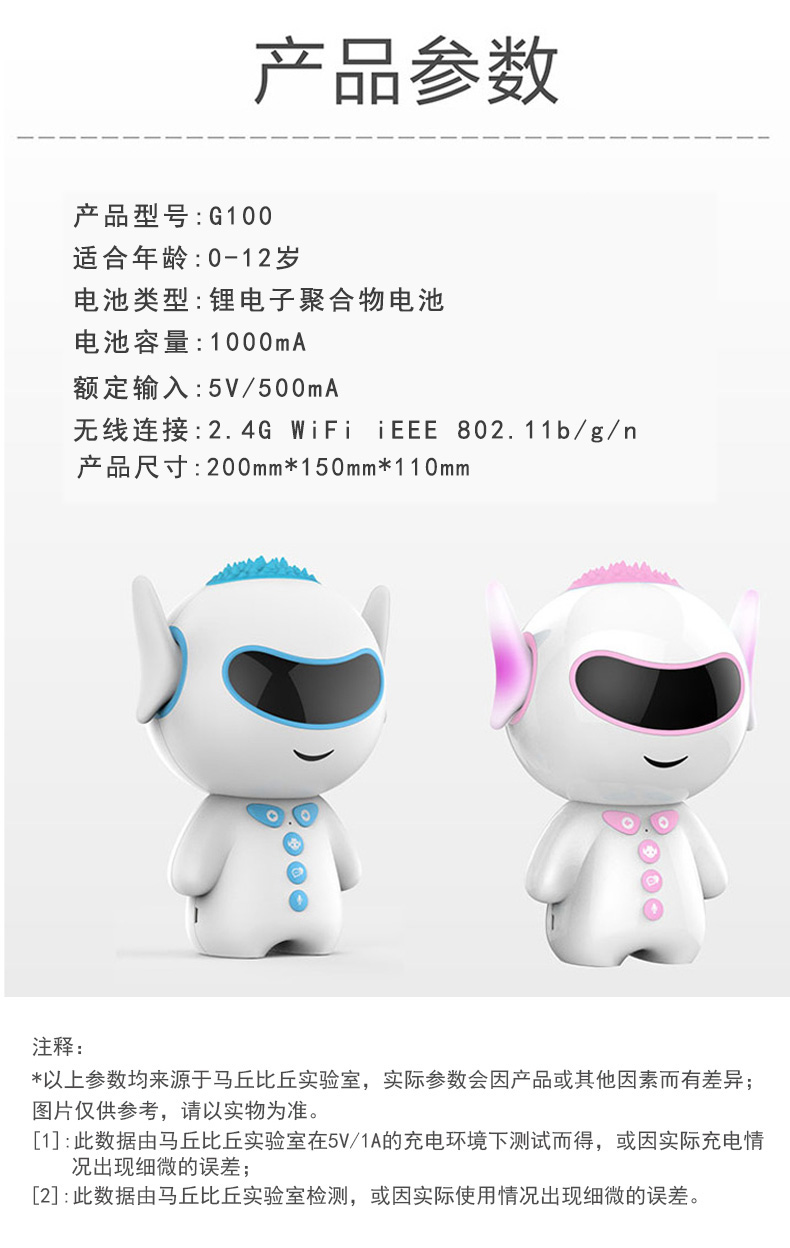 产品参数
产品型号:G100
适合年龄:0-12岁
电池类型:锂电子聚合物电池
电池容量:1000mA
额定输入:5V/500mA
无线连接:2.4G WiFi iEEE 802.11b/g/n
产品尺寸:200mm*150mm*110mm
注释:
*以上参数均来源于马丘比丘实验室，实际参数会因产品或其他因素而有差异；
图片仅供参考，请以实物为准。
[1]:此数据由马丘比丘实验室在5V/1A的充电环境下测试而得，或因实际充电情
况出现细微的误差；
[2]:此数据由马丘比丘实验室检测，或因实际使用情况出现细微的误差。